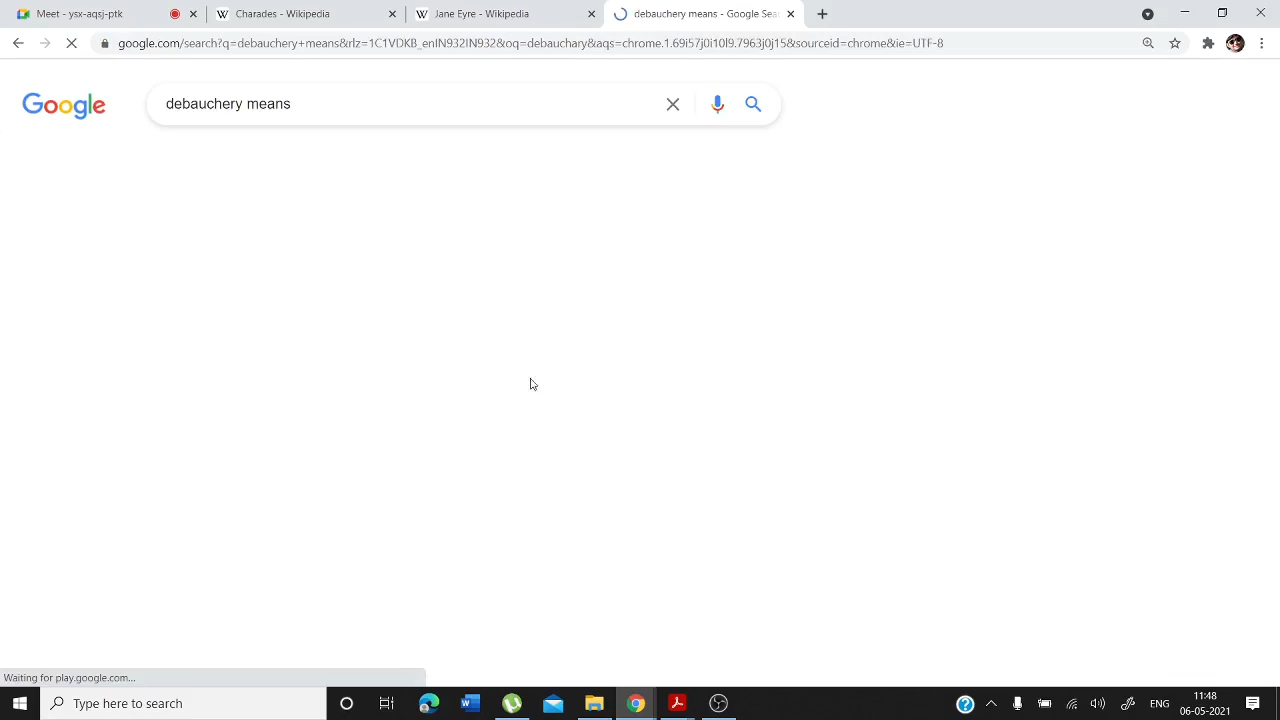 Meet - ysx-aqsj-ptk
Charades - Wikipedia
Jane Eyre - Wikipedia
debauchery means - Google Sea
google.com/search?q=debauchery+means&rlz=1C1VDKB_enIN932IN932&oq=debauchary&aqs=chrome.1.69i57j0i10l9.7963j0j15&sourceid=chrome&ie=UTF-8
Google
debauchery means
Waiting for play.google.com...
Type here to search
ENG
11:48
06-05-2021